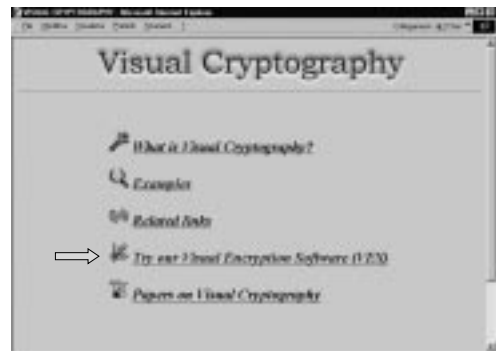 Visual Cryptography
What is Visual Cryptography?
Examples
Related links
Try our Visual Encryption Software (VES)
Papers on Visual Cryptography